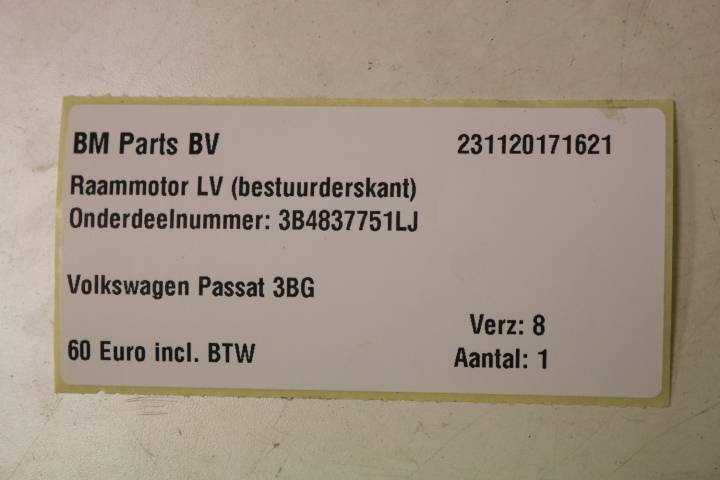 BM Parts BV 231120171621
Raammotor LV (bestuurderskant)
Onderdeelnummer: 3B4837751LJ
Volkswagen Passat 3BG
Verz: 8
60 Euro incl. BTW Aantal: 1